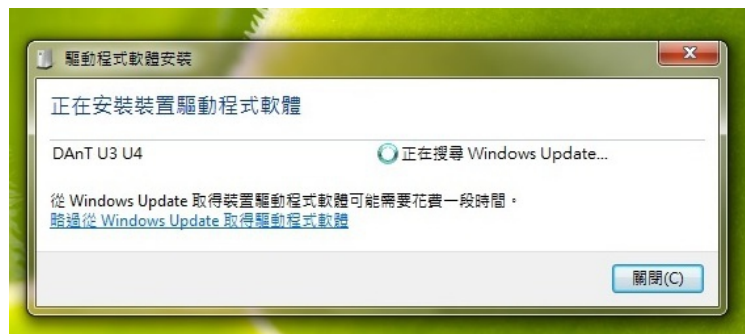 驅動程式軟體安裝
正在安裝裝置驅動程式軟體
DAnT U3 U4 正在搜尋 Windows Update...
從 Windows Update 取得裝置驅動程式軟體可能需要花費一段時間。
略過從 Windows Update 取得驅動程式軟體
關閉(C)